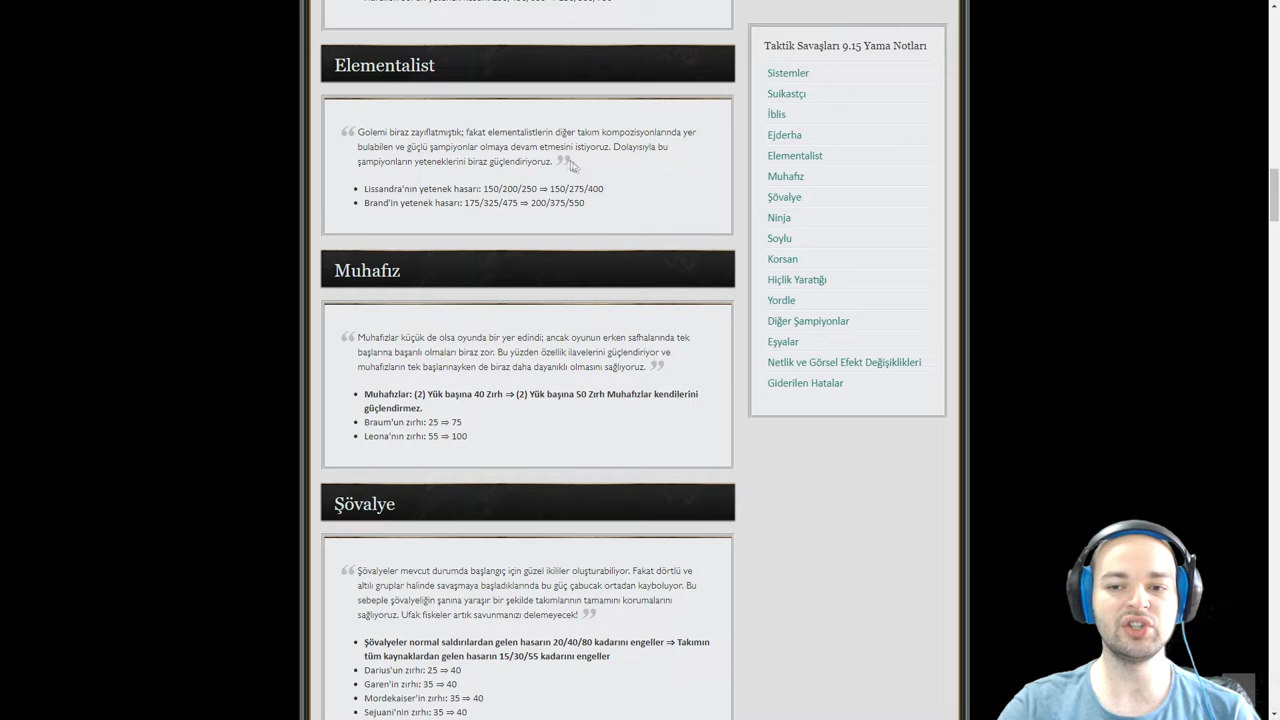 Elementalist
Golemi biraz zayıflatmıştık; fakat elementalistlerin diğer takım kompozisyonlarında yer
bulabilen ve güçlü şampiyonlar olmaya devam etmesini istiyoruz. Dolayısıyla bu
şampiyonların yeteneklerini biraz güçlendiriyoruz.
• Lissandra'nın yetenek hasarı: 150/200/250 ⇒ 150/275/400
• Brand'in yetenek hasarı: 175/325/475 ⇒ 200/375/550
Muhafız
Muhafızlar küçük de olsa oyunda bir yer edindi; ancak oyunun erken safhalarında tek
başlarına başarılı olmaları biraz zor. Bu yüzden özellik ilavelerini güçlendiriyor ve
muhafızların tek başlarınayken de biraz daha dayanıklı olmasını sağlıyoruz.
• Muhafızlar: (2) Yük başına 40 Zırh ⇒ (2) Yük başına 50 Zırh Muhafızlar kendilerini
güçlendirmez.
• Braum'un zırhı: 25 ⇒ 75
• Leona'nın zırhı: 55 ⇒ 100
Şövalye
Şövalyeler mevcut durumda başlangıç için güzel ikililer oluşturabiliyor. Fakat dörtlü ve
altılı gruplar halinde savaşmaya başladıklarında bu güç çabucak ortadan kayboluyor. Bu
sebeple şövalyeliğin şanına yaraşır bir şekilde takımlarının tamamını korumalarını
sağlıyoruz. Ufak fiskeler artık savunmanızı delemeyecek!
• Şövalyeler normal saldırılardan gelen hasarın 20/40/80 kadarını engeller ⇒ Takımın
tüm kaynaklardan gelen hasarın 15/30/55 kadarını engeller
• Darius'un zırhı: 25 ⇒ 40
• Garen'in zırhı: 35 ⇒ 40
• Mordekaiser'in zırhı: 35 ⇒ 40
• Sejuani'nin zırhı: 35 ⇒ 40
Taktik Savaşları 9.15 Yama Notları
Sistemler
Suikastçı
İblis
Ejderha
Elementalist
Muhafız
Şövalye
Ninja
Soylu
Korsan
Hiçlik Yaratığı
Yordle
Diğer Şampiyonlar
Eşyalar
Netlik ve Görsel Efekt Değişiklikleri
Giderilen Hatalar